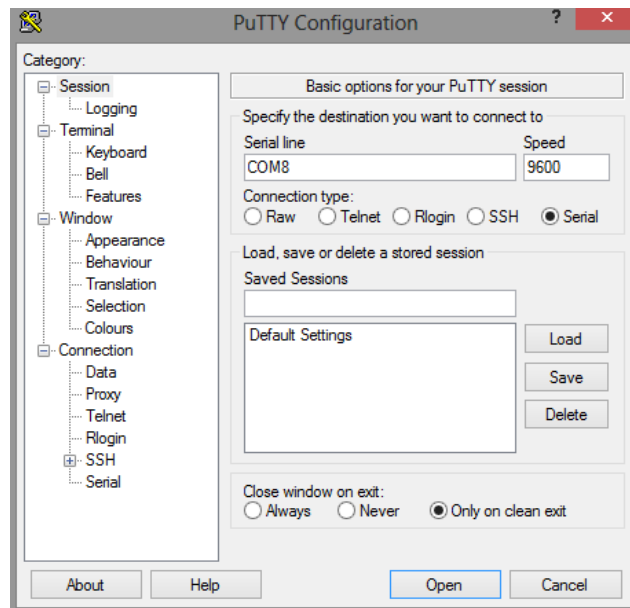 PuTTY Configuration
?
Category:
Session
Logging
Terminal
Keyboard
Bell
Features
Window
Appearance
Behaviour
Translation
Selection
Colours
Connection
Data
Proxy
Telnet
Rlogin
SSH
Serial
Basic options for your PuTTY session
Specify the destination you want to connect to
Serial line Speed
COM8 9600
Connection type:
Raw Telnet Rlogin SSH Serial
Load, save or delete a stored session
Saved Sessions
Default Settings
Load
Save
Delete
Close window on exit:
Always Never Only on clean exit
About Help Open Cancel